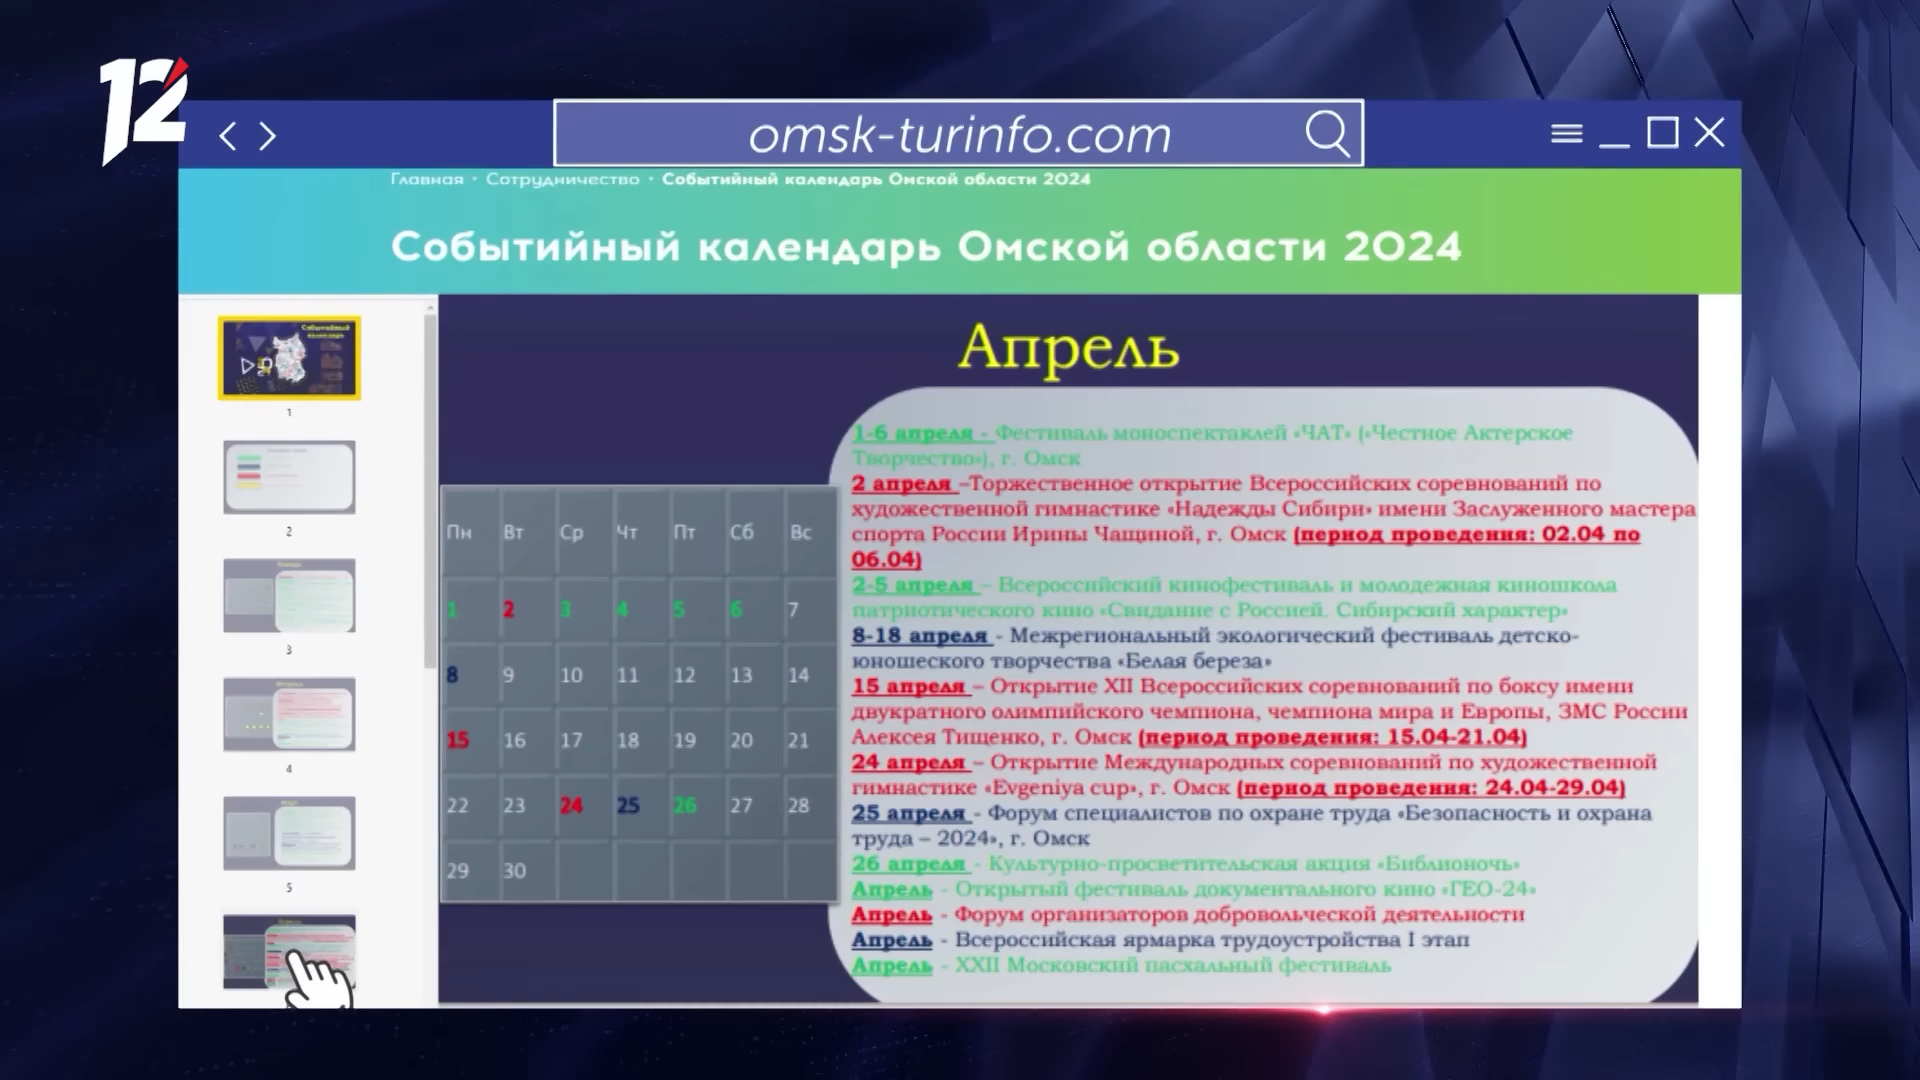 12
omsk-turinfo.com
Главная · Сотрудничество · Событийный календарь Омской области 2024
Событийный календарь Омской области 2024
1
2
3
4
5
Апрель
Пн Вт Ср Чт Пт Сб Вс
1 2 3 4 5 6 7
8 9 10 11 12 13 14
15 16 17 18 19 20 21
22 23 24 25 26 27 28
29 30
1-6 апреля - Фестиваль моноспектаклей «ЧАТ» («Честное Актерское
Творчество»), г. Омск
2 апреля –Торжественное открытие Всероссийских соревнований по
художественной гимнастике «Надежды Сибири» имени Заслуженного мастера
спорта России Ирины Чащиной, г. Омск (период проведения: 02.04 по
06.04)
2-5 апреля – Всероссийский кинофестиваль и молодежная киношкола
патриотического кино «Свидание с Россией. Сибирский характер»
8-18 апреля - Межрегиональный экологический фестиваль детско-
юношеского творчества «Белая береза»
15 апреля – Открытие XII Всероссийских соревнований по боксу имени
двукратного олимпийского чемпиона, чемпиона мира и Европы, ЗМС России
Алексея Тищенко, г. Омск (период проведения: 15.04-21.04)
24 апреля – Открытие Международных соревнований по художественной
гимнастике «Evgeniya cup», г. Омск (период проведения: 24.04-29.04)
25 апреля - Форум специалистов по охране труда «Безопасность и охрана
труда – 2024», г. Омск
26 апреля - Культурно-просветительская акция «Библионочь»
Апрель - Открытый фестиваль документального кино «ГЕО-24»
Апрель - Форум организаторов добровольческой деятельности
Апрель - Всероссийская ярмарка трудоустройства I этап
Апрель - XXII Московский пасхальный фестиваль